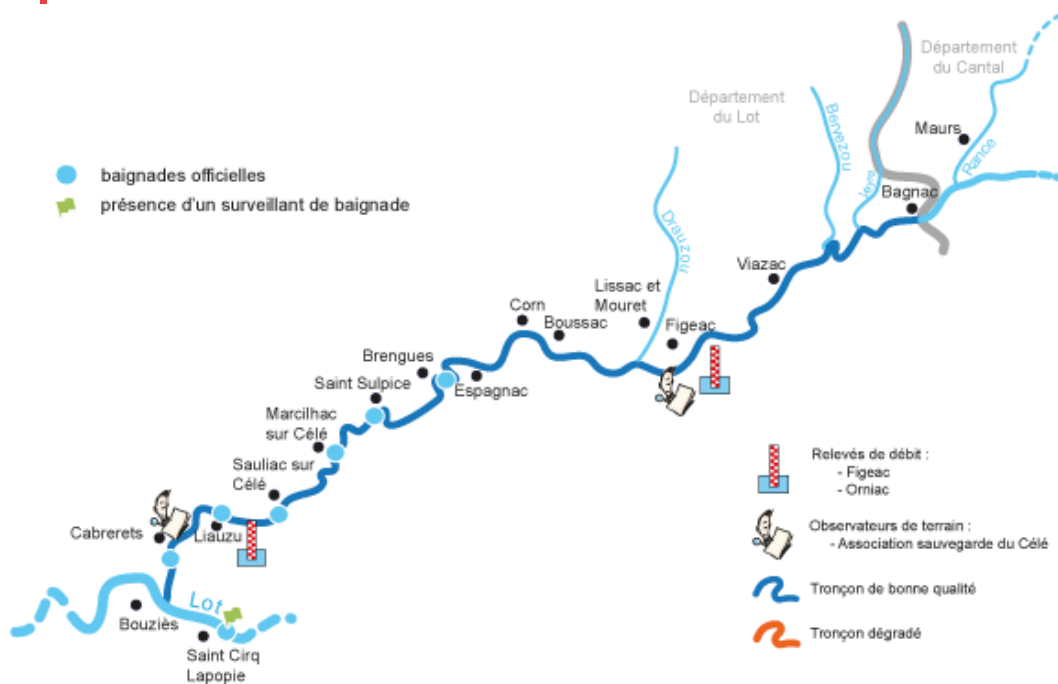 Département
du Cantal
Département
du Lot
Bervezou
Maurs
Rance
Bagnac
baignades officielles
présence d'un surveillant de baignade
Drauzou
Viazac
Lissac et
Mouret
Figeac
Corn
Boussac
Brengues
Espagnac
Saint Sulpice
Marcilhac
sur Célé
Sauliac sur
Célé
Cabrerets
Liauzu
Relevés de débit :
- Figeac
- Orniac
Observateurs de terrain :
- Association sauvegarde du Célé
Tronçon de bonne qualité
Tronçon dégradé
Lot
Bouziès
Saint Cirq
Lapopie